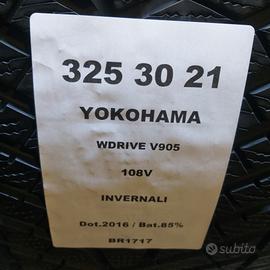 325 30 21
YOKOHAMA
WDRIVE V905
108V
INVERNALI
Dot.2016 / Bat.85%
BR1717
subito